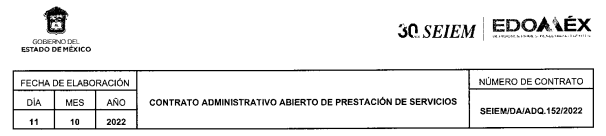 GOBIERNO DEL
ESTADO DE MÉXICO
30 SEIEM
EDOMÉX
FECHA DE ELABORACIÓN
DÍA MES AÑO
11 10 2022
CONTRATO ADMINISTRATIVO ABIERTO DE PRESTACIÓN DE SERVICIOS
NÚMERO DE CONTRATO
SEIEM/DA/ADQ.152/2022